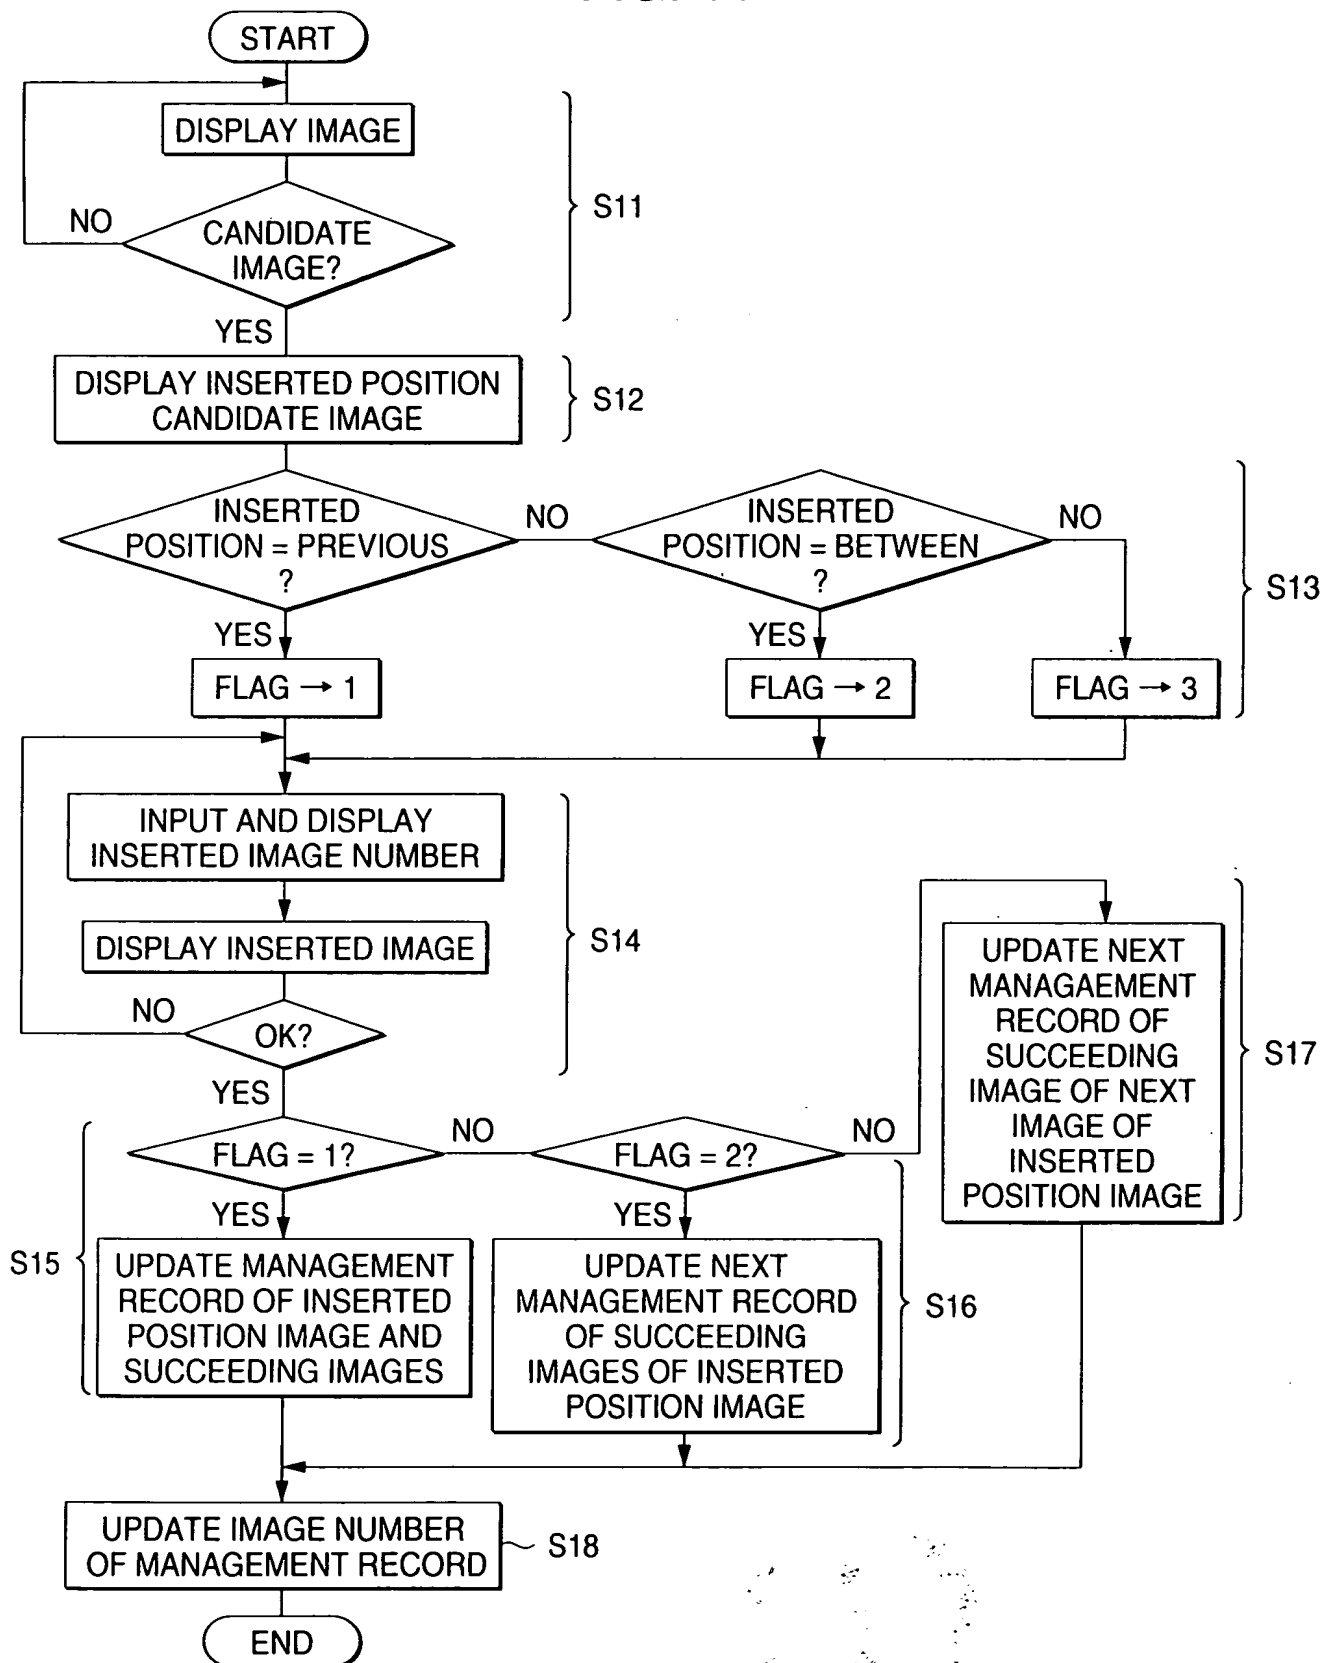 START
DISPLAY IMAGE
CANDIDATE
IMAGE?
NO
S11
YES
DISPLAY INSERTED POSITION
CANDIDATE IMAGE
S12
INSERTED
POSITION = PREVIOUS
?
NO
INSERTED
POSITION = BETWEEN
?
NO
S13
YES
FLAG → 1
YES
FLAG → 2
FLAG → 3
INPUT AND DISPLAY
INSERTED IMAGE NUMBER
DISPLAY INSERTED IMAGE
S14
NO
OK?
YES
FLAG = 1?
NO
FLAG = 2?
NO
UPDATE NEXT
MANAGAEMENT
RECORD OF
SUCCEEDING
IMAGE OF NEXT
IMAGE OF
INSERTED
POSITION IMAGE
S17
YES
S15
UPDATE MANAGEMENT
RECORD OF INSERTED
POSITION IMAGE AND
SUCCEEDING IMAGES
YES
UPDATE NEXT
MANAGEMENT RECORD
OF SUCCEEDING
IMAGES OF INSERTED
POSITION IMAGE
S16
UPDATE IMAGE NUMBER
OF MANAGEMENT RECORD
S18
END